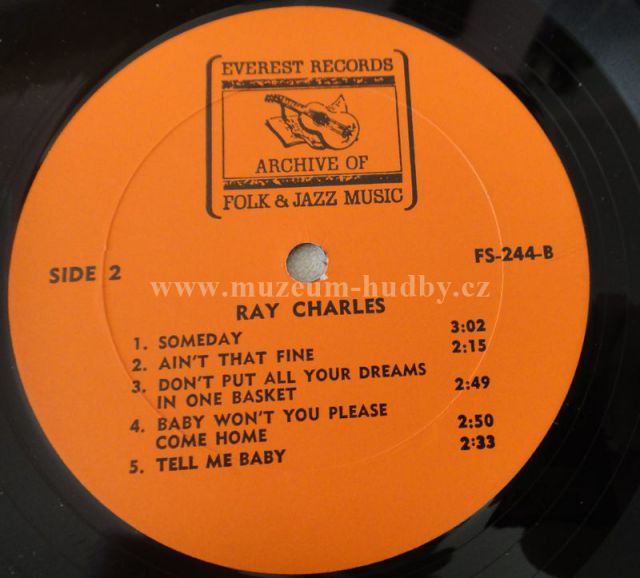 EVEREST RECORDS
ARCHIVE OF
FOLK & JAZZ MUSIC
SIDE 2
FS-244-B
www.muzeum-hudby.cz
RAY CHARLES
1. SOMEDAY 3:02
2. AIN'T THAT FINE 2:15
3. DON'T PUT ALL YOUR DREAMS
IN ONE BASKET 2:49
4. BABY WON'T YOU PLEASE
COME HOME 2:50
5. TELL ME BABY 2:33